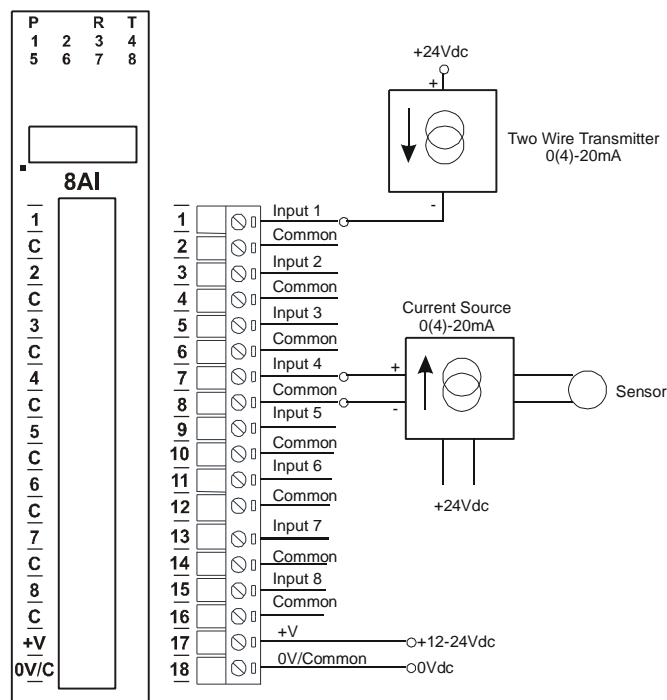 P R T
1 2 3 4
5 6 7 8
8AI
1
C
2
C
3
C
4
C
5
C
6
C
7
C
8
C
+V
0V/C
1 Input 1
2 Common
3 Input 2
4 Common
5 Input 3
6 Common
7 Input 4
8 Common
9 Input 5
10 Common
11 Input 6
12 Common
13 Input 7
14 Common
15 Input 8
16 Common
17 +V +12-24Vdc
18 0V/Common 0Vdc
+24Vdc
+
Two Wire Transmitter
0(4)-20mA
-
Current Source
0(4)-20mA
+
-
Sensor
+24Vdc